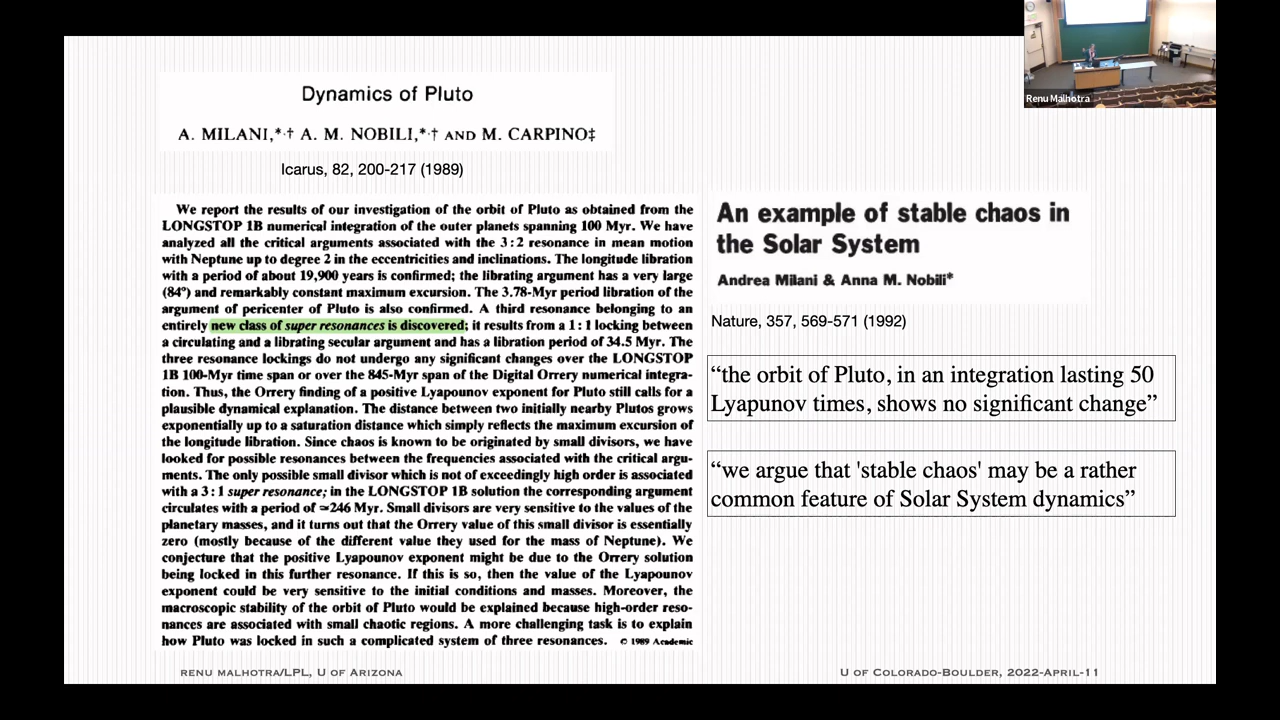 Renu Malhotra
Dynamics of Pluto
A. MILANI,*·† A. M. NOBILI,*·† AND M. CARPINO‡
Icarus, 82, 200-217 (1989)
We report the results of our investigation of the orbit of Pluto as obtained from the
LONGSTOP 1B numerical integration of the outer planets spanning 100 Myr. We have
analyzed all the critical arguments associated with the 3:2 resonance in mean motion
with Neptune up to degree 2 in the eccentricities and inclinations. The longitude libration
with a period of about 19,900 years is confirmed; the librating argument has a very large
(84°) and remarkably constant maximum excursion. The 3.78-Myr period libration of the
argument of pericenter of Pluto is also confirmed. A third resonance belonging to an
entirely new class of super resonances is discovered; it results from a 1:1 locking between
a circulating and a librating secular argument and has a libration period of 34.5 Myr. The
three resonance lockings do not undergo any significant changes over the LONGSTOP
1B 100-Myr time span or over the 845-Myr span of the Digital Orrery numerical integra-
tion. Thus, the Orrery finding of a positive Lyapounov exponent for Pluto still calls for a
plausible dynamical explanation. The distance between two initially nearby Plutos grows
exponentially up to a saturation distance which simply reflects the maximum excursion of
the longitude libration. Since chaos is known to be originated by small divisors, we have
looked for possible resonances between the frequencies associated with the critical argu-
ments. The only possible small divisor which is not of exceedingly high order is associated
with a 3:1 super resonance; in the LONGSTOP 1B solution the corresponding argument
circulates with a period of ≃246 Myr. Small divisors are very sensitive to the values of the
planetary masses, and it turns out that the Orrery value of this small divisor is essentially
zero (mostly because of the different value they used for the mass of Neptune). We
conjecture that the positive Lyapounov exponent might be due to the Orrery solution
being locked in this further resonance. If this is so, then the value of the Lyapounov
exponent could be very sensitive to the initial conditions and masses. Moreover, the
macroscopic stability of the orbit of Pluto would be explained because high-order reso-
nances are associated with small chaotic regions. A more challenging task is to explain
how Pluto was locked in such a complicated system of three resonances. © 1989 Academic
An example of stable chaos in
the Solar System
Andrea Milani & Anna M. Nobili*
Nature, 357, 569-571 (1992)
“the orbit of Pluto, in an integration lasting 50
Lyapunov times, shows no significant change”
“we argue that 'stable chaos' may be a rather
common feature of Solar System dynamics”
RENU MALHOTRA/LPL, U OF ARIZONA
U OF COLORADO-BOULDER, 2022-APRIL-11